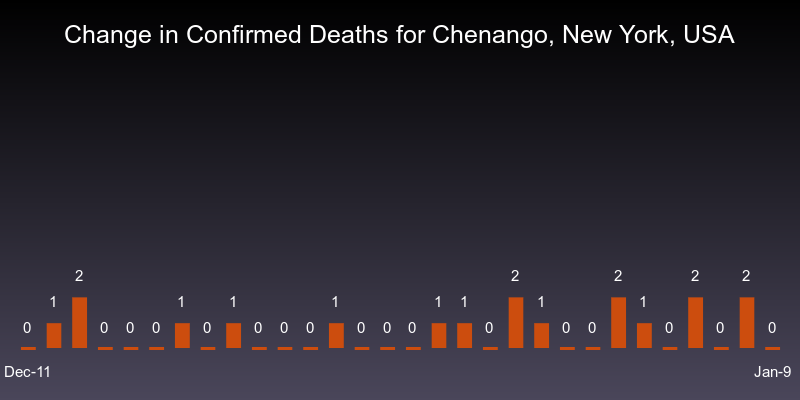 Change in Confirmed Deaths for Chenango, New York, USA
0 1 2 0 0 0 1 0 1 0 0 0 1 0 0 0 1 1 0 2 1 0 0 2 1 0 2 0 2 0
Dec-11 Jan-9